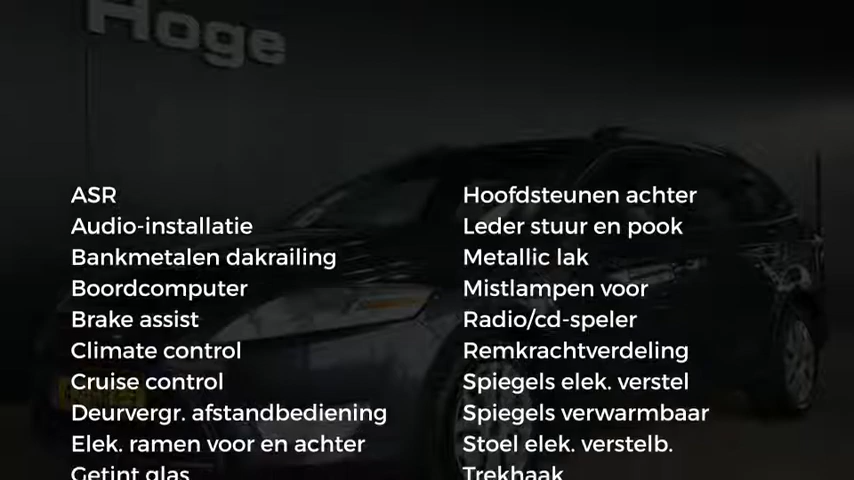 Hoge
ASR
Audio-installatie
Bankmetalen dakrailing
Boordcomputer
Brake assist
Climate control
Cruise control
Deurvergr. afstandbediening
Elek. ramen voor en achter
Getint glas
Hoofdsteunen achter
Leder stuur en pook
Metallic lak
Mistlampen voor
Radio/cd-speler
Remkrachtverdeling
Spiegels elek. verstel
Spiegels verwarmbaar
Stoel elek. verstelb.
Trekhaak